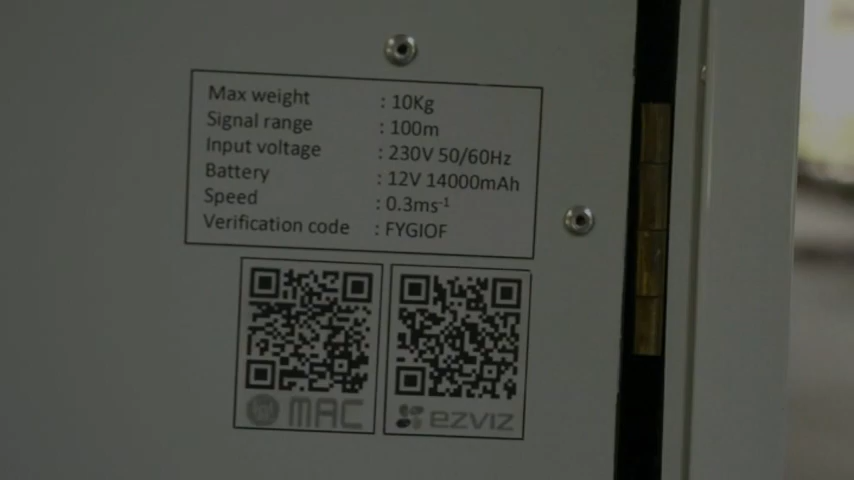 Max weight : 10Kg
Signal range : 100m
Input voltage : 230V 50/60Hz
Battery : 12V 14000mAh
Speed : 0.3ms⁻¹
Verification code : FYGIOF
MAC
ezviz